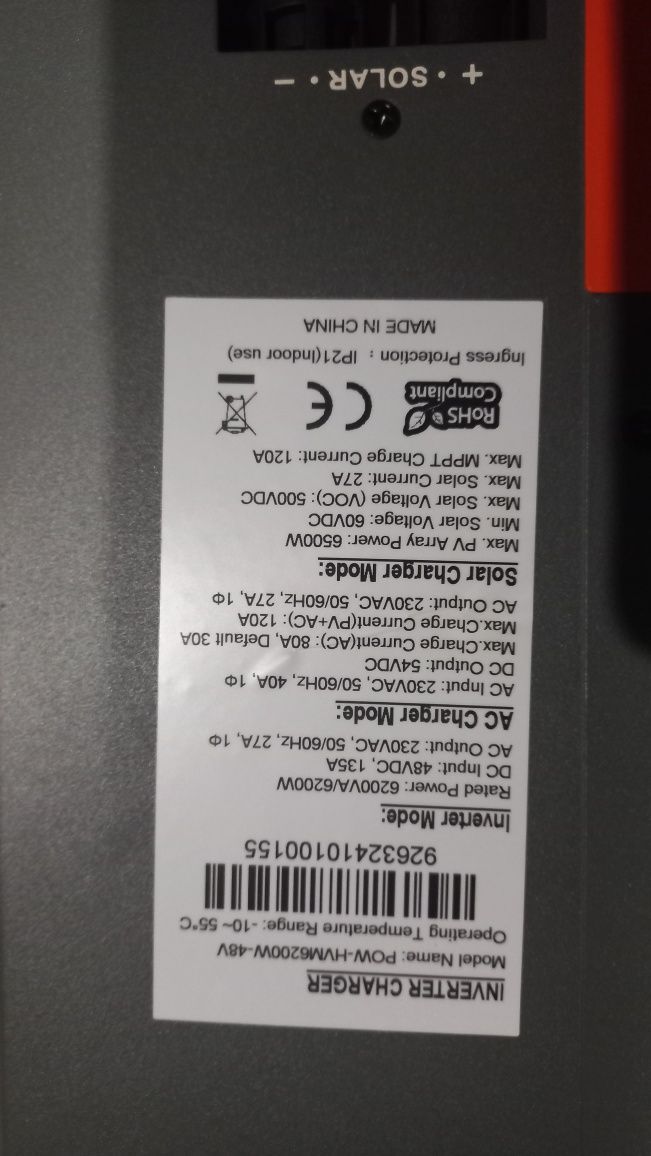 INVERTER CHARGER
Model Name: POW-HVM6200W-48V
Operating Temperature Range: -10~ 55°C
9263241010​0155
Inverter Mode:
Rated Power: 6200VA/6200W
DC Input: 48VDC, 135A
AC Output: 230VAC, 50/60Hz, 27A, 1Φ
AC Charger Mode:
AC Input: 230VAC, 50/60Hz, 40A, 1Φ
DC Output: 54VDC
Max.Charge Current(AC): 80A, Default 30A
Max.Charge Current(PV+AC): 120A
AC Output: 230VAC, 50/60Hz, 27A, 1Φ
Solar Charger Mode:
Max. PV Array Power: 6500W
Min. Solar Voltage: 60VDC
Max. Solar Voltage (VOC): 500VDC
Max. Solar Current: 27A
Max. MPPT Charge Current: 120A
RoHS
Compliant
CE
Ingress Protection : IP21(Indoor use)
MADE IN CHINA
+ • SOLAR • −